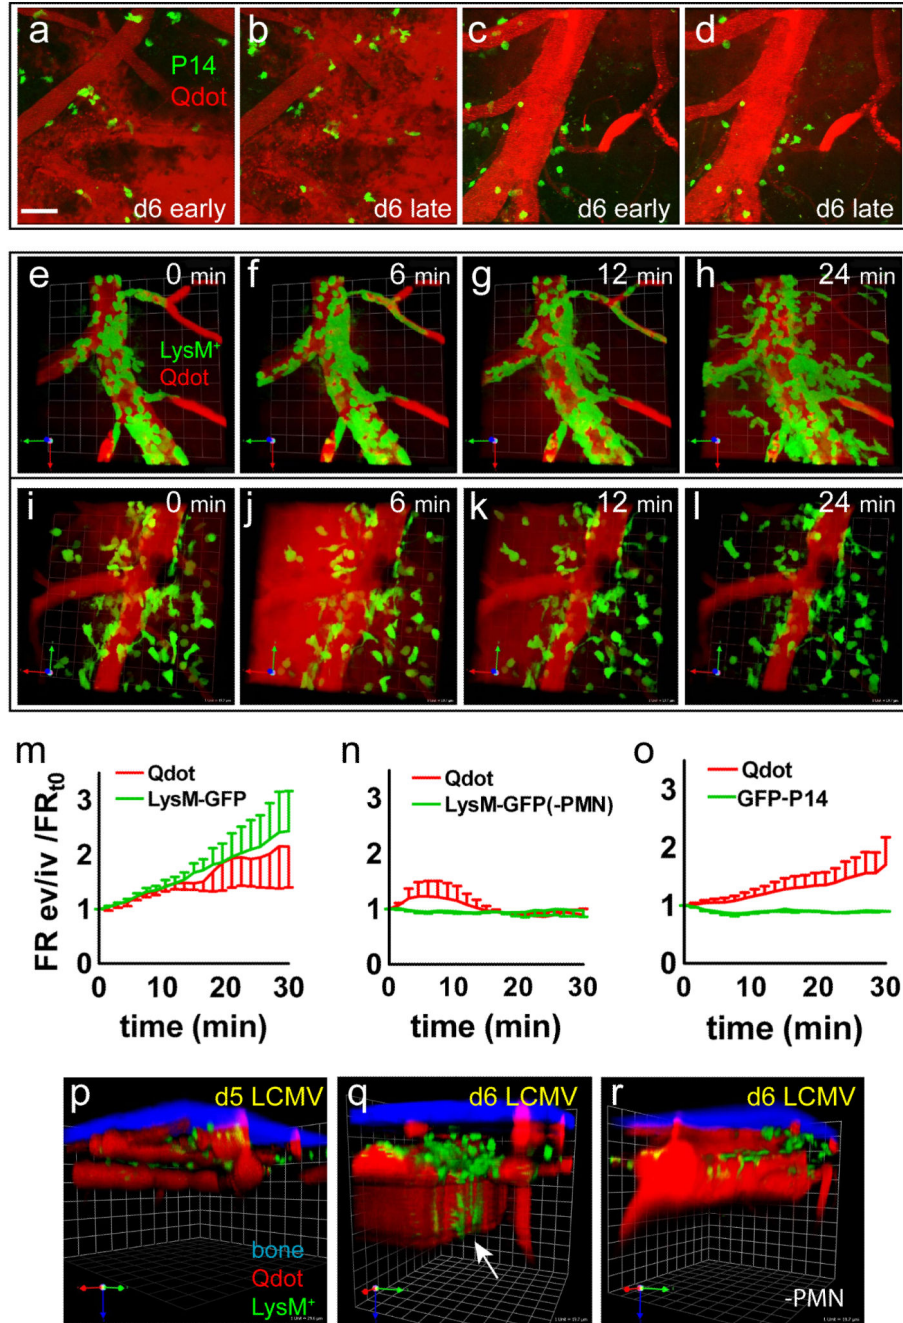 a b c d
P14
Qdot
d6 early d6 late d6 early d6 late
e 0 min f 6 min g 12 min h 24 min
LysM+
Qdot
i 0 min j 6 min k 12 min l 24 min
m n o
Qdot
LysM-GFP
Qdot
LysM-GFP(-PMN)
Qdot
GFP-P14
FR ev/iv /FRt0
3 2 1 0
3 2 1 0
3 2 1 0
0 10 20 30
0 10 20 30
0 10 20 30
time (min) time (min) time (min)
p d5 LCMV q d6 LCMV r d6 LCMV
bone
Qdot
LysM+
-PMN